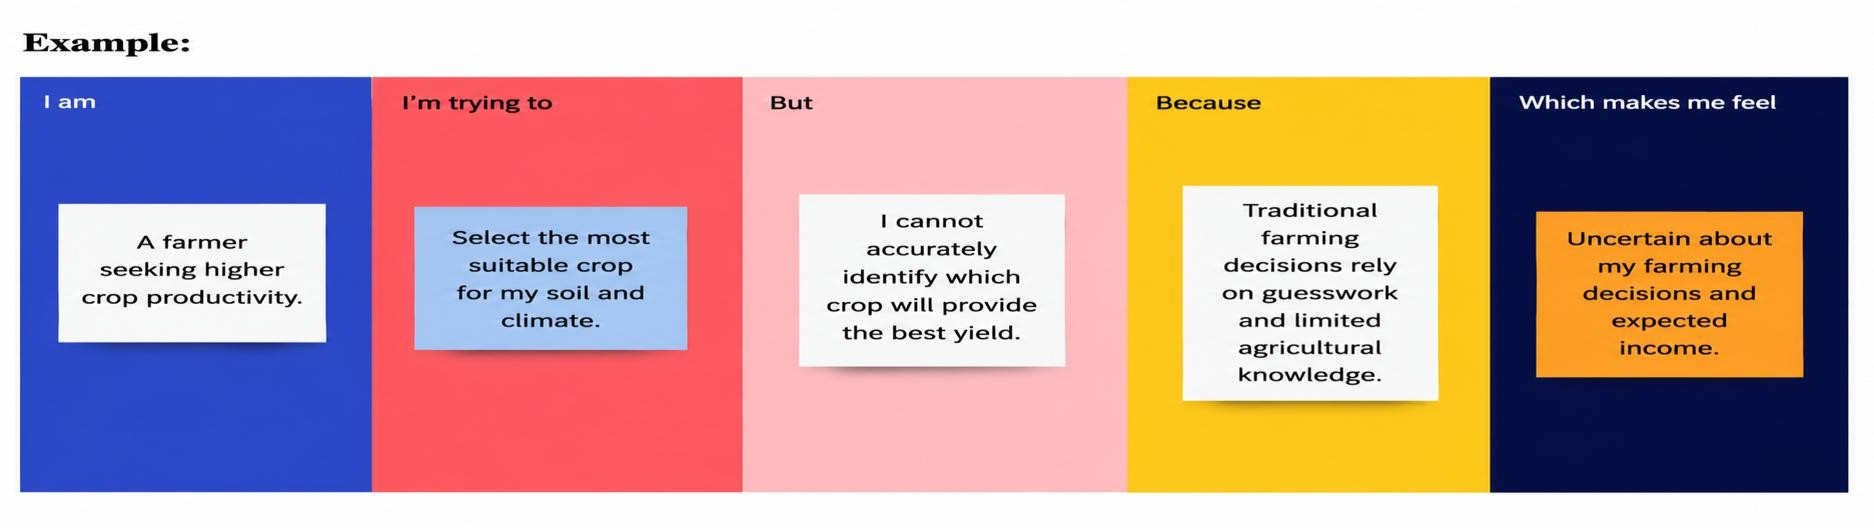 Example:
I am
A farmer
seeking higher
crop productivity.
I’m trying to
Select the most
suitable crop
for my soil and
climate.
But
I cannot
accurately
identify which
crop will provide
the best yield.
Because
Traditional
farming
decisions rely
on guesswork
and limited
agricultural
knowledge.
Which makes me feel
Uncertain about
my farming
decisions and
expected
income.